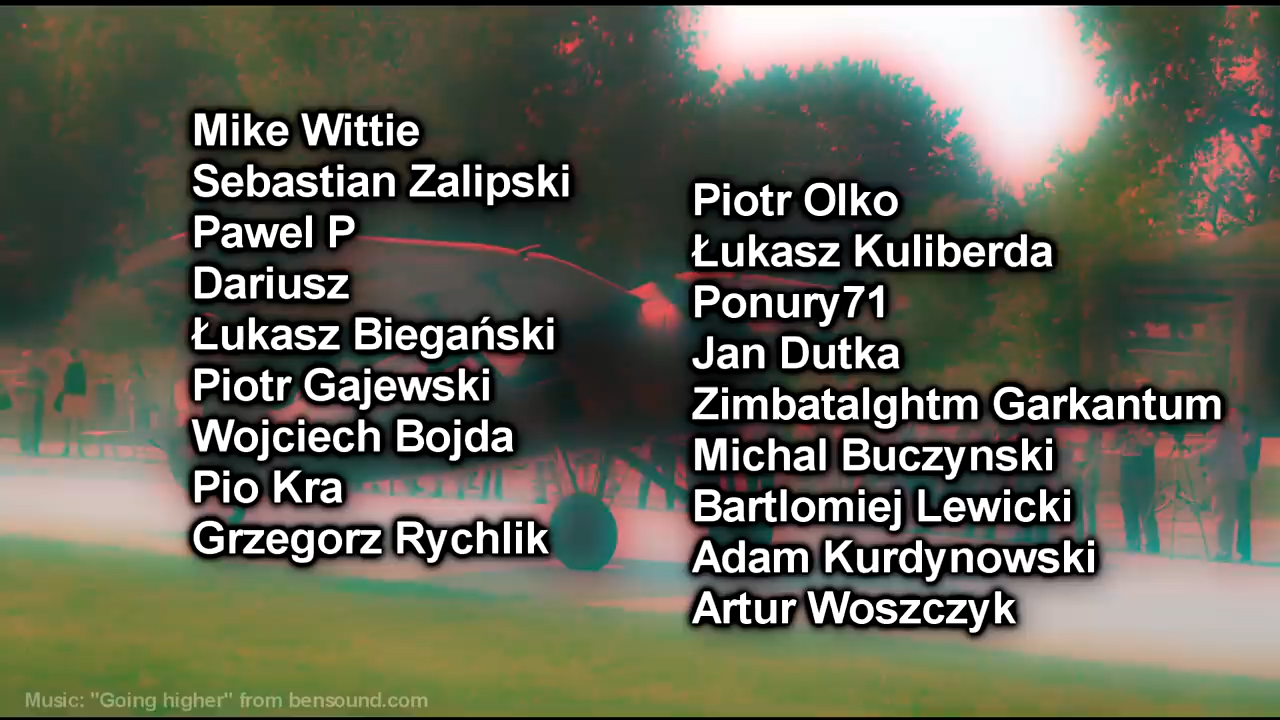 Mike Wittie
Sebastian Zalipski
Pawel P
Dariusz
Łukasz Biegański
Piotr Gajewski
Wojciech Bojda
Pio Kra
Grzegorz Rychlik
Piotr Olko
Łukasz Kuliberda
Ponury71
Jan Dutka
Zimbatalghtm Garkantum
Michal Buczynski
Bartlomiej Lewicki
Adam Kurdynowski
Artur Woszczyk
Music: "Going higher" from bensound.com